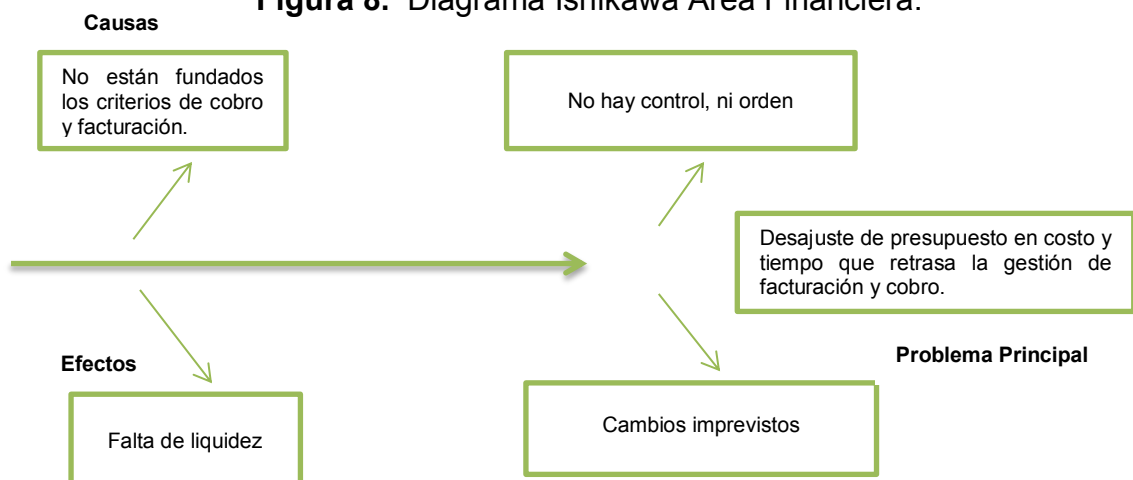 Figura 8. Diagrama Ishikawa Área Financiera.
Causas
No están fundados
los criterios de cobro
y facturación.
No hay control, ni orden
Desajuste de presupuesto en costo y
tiempo que retrasa la gestión de
facturación y cobro.
Efectos
Problema Principal
Falta de liquidez
Cambios imprevistos